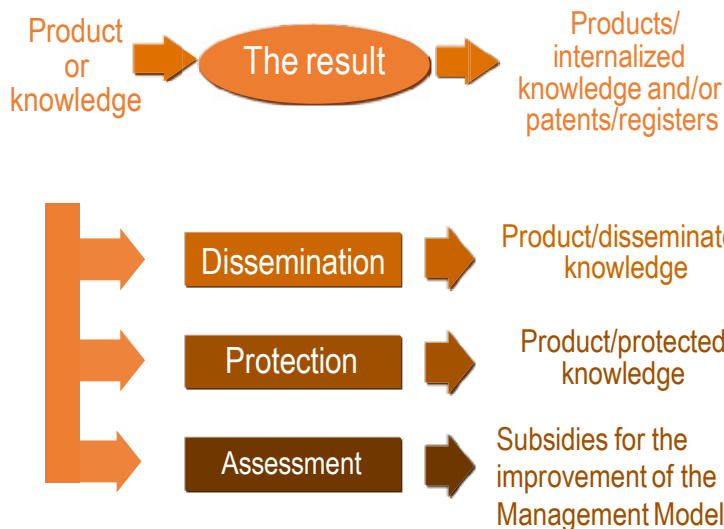 Product
or
knowledge
The result
Products/
internalized
knowledge and/or
patents/registers
Dissemination
Product/disseminat
knowledge
Protection
Product/protected
knowledge
Assessment
Subsidies for the
improvement of the
Management Model